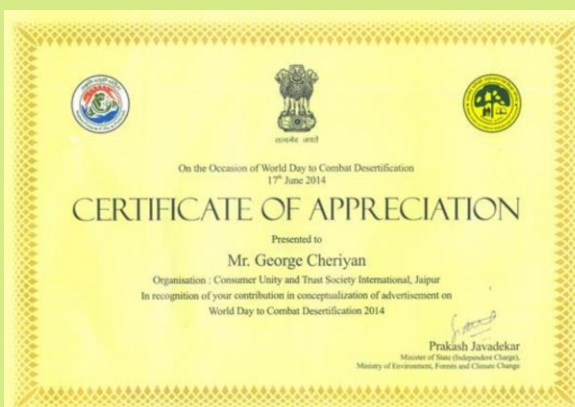 सत्यमेव जयते
On the Occasion of World Day to Combat Desertification
17th June 2014
CERTIFICATE OF APPRECIATION
Presented to
Mr. George Cheriyan
Organisation : Consumer Unity and Trust Society International, Jaipur
In recognition of your contribution in conceptualization of advertisement on
World Day to Combat Desertification 2014
Prakash Javadekar
Minister of State (Independent Charge),
Ministry of Environment, Forests and Climate Change